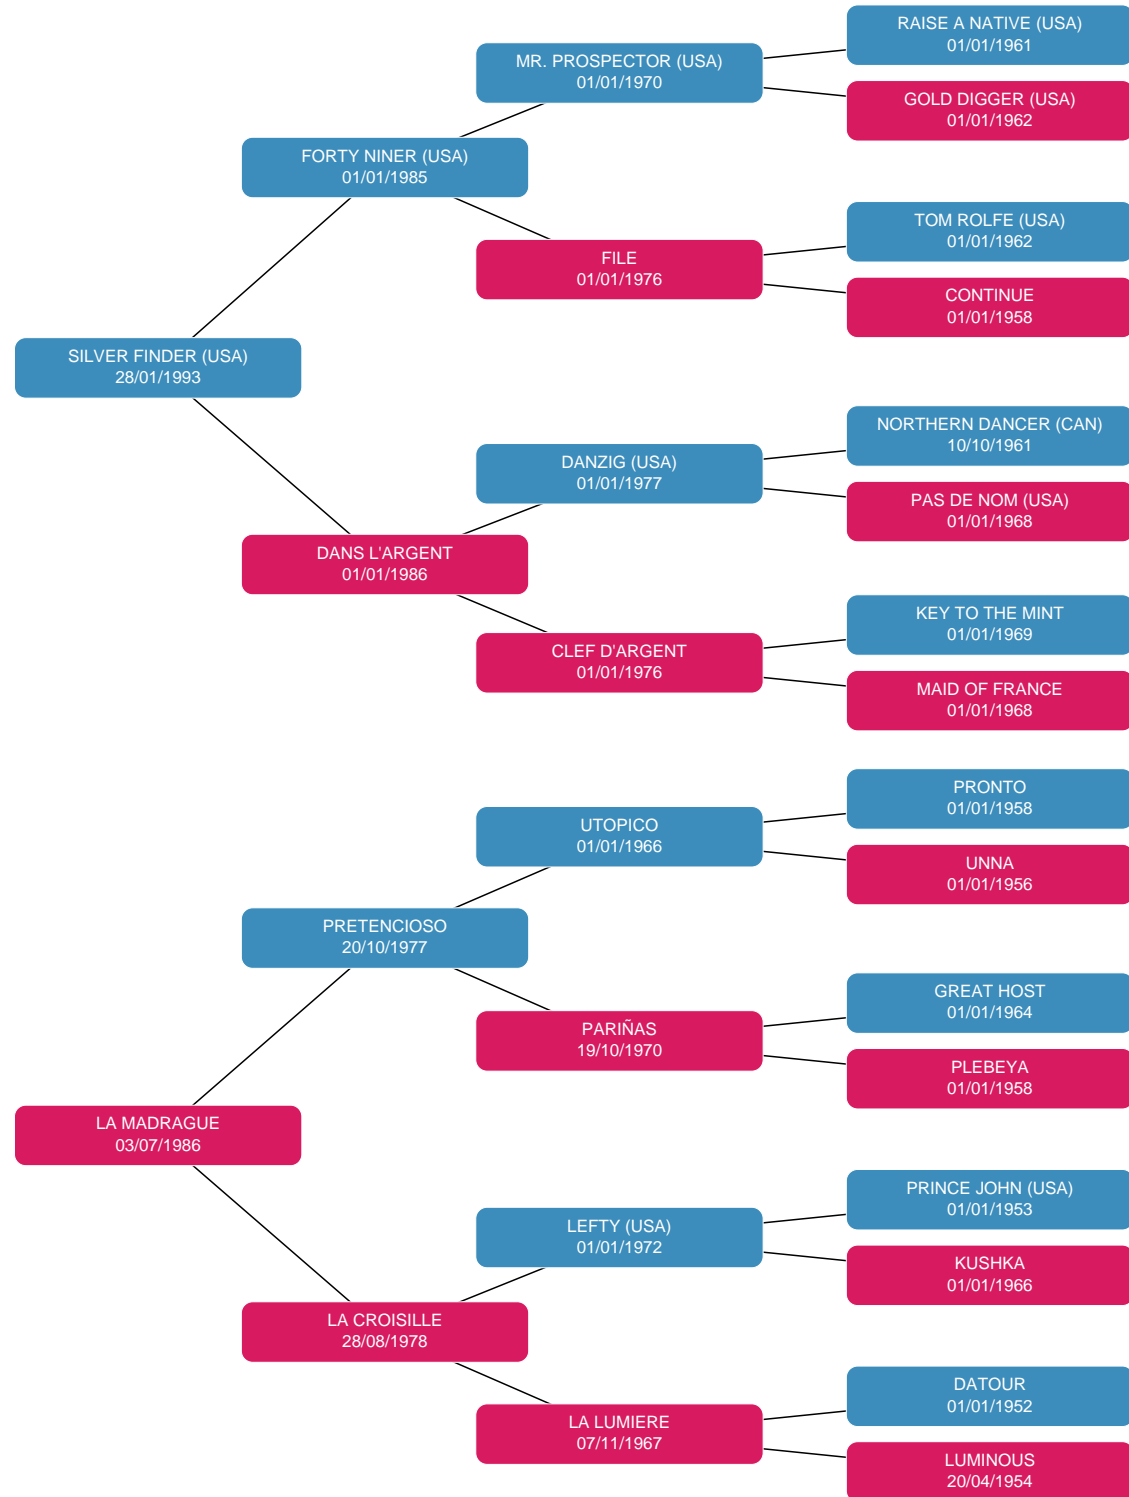 RAISE A NATIVE (USA)
01/01/1961
MR. PROSPECTOR (USA)
01/01/1970
GOLD DIGGER (USA)
01/01/1962
FORTY NINER (USA)
01/01/1985
TOM ROLFE (USA)
01/01/1962
FILE
01/01/1976
CONTINUE
01/01/1958
SILVER FINDER (USA)
28/01/1993
NORTHERN DANCER (CAN)
10/10/1961
DANZIG (USA)
01/01/1977
PAS DE NOM (USA)
01/01/1968
DANS L'ARGENT
01/01/1986
KEY TO THE MINT
01/01/1969
CLEF D'ARGENT
01/01/1976
MAID OF FRANCE
01/01/1968
PRONTO
01/01/1958
UTOPICO
01/01/1966
UNNA
01/01/1956
PRETENCIOSO
20/10/1977
GREAT HOST
01/01/1964
PARIÑAS
19/10/1970
PLEBEYA
01/01/1958
LA MADRAGUE
03/07/1986
PRINCE JOHN (USA)
01/01/1953
LEFTY (USA)
01/01/1972
KUSHKA
01/01/1966
LA CROISILLE
28/08/1978
DATOUR
01/01/1952
LA LUMIERE
07/11/1967
LUMINOUS
20/04/1954